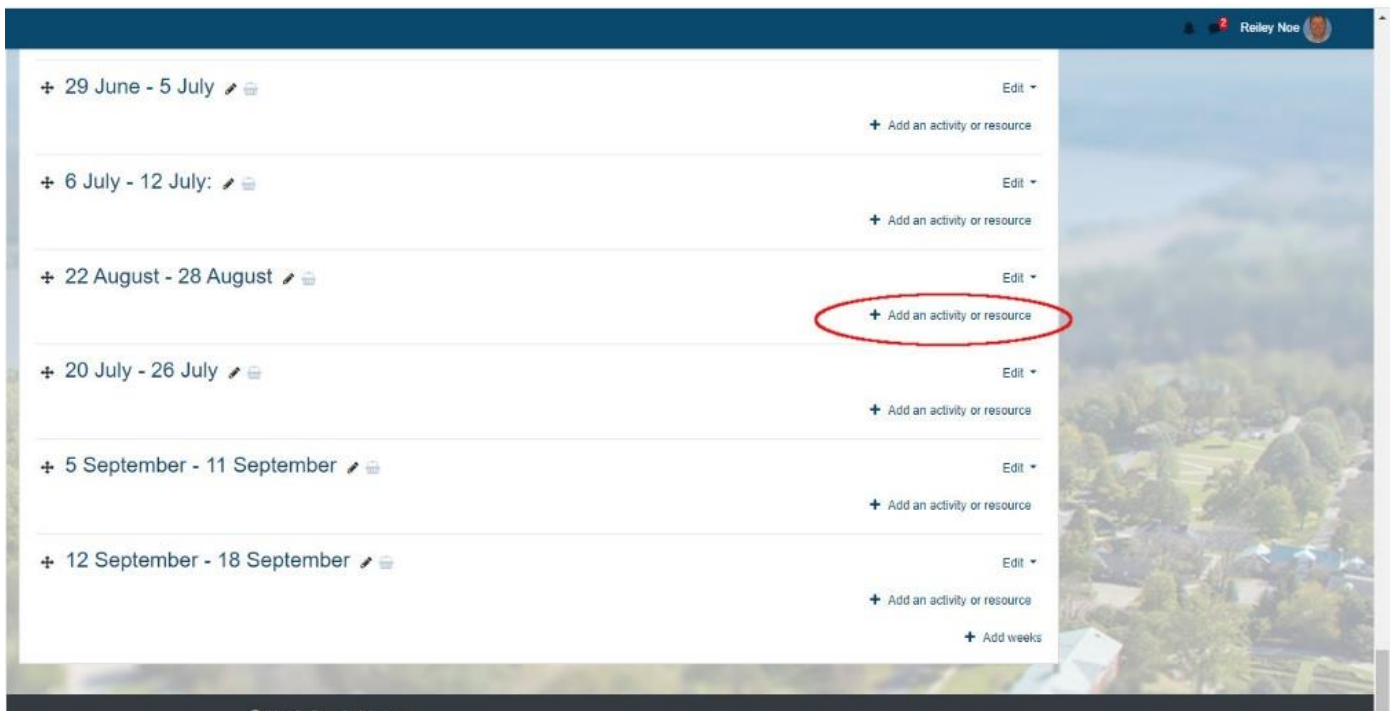 2 Reiley Noe
29 June - 5 July Edit
Add an activity or resource
6 July - 12 July: Edit
Add an activity or resource
22 August - 28 August Edit
Add an activity or resource
20 July - 26 July Edit
Add an activity or resource
5 September - 11 September Edit
Add an activity or resource
12 September - 18 September Edit
Add an activity or resource
Add weeks